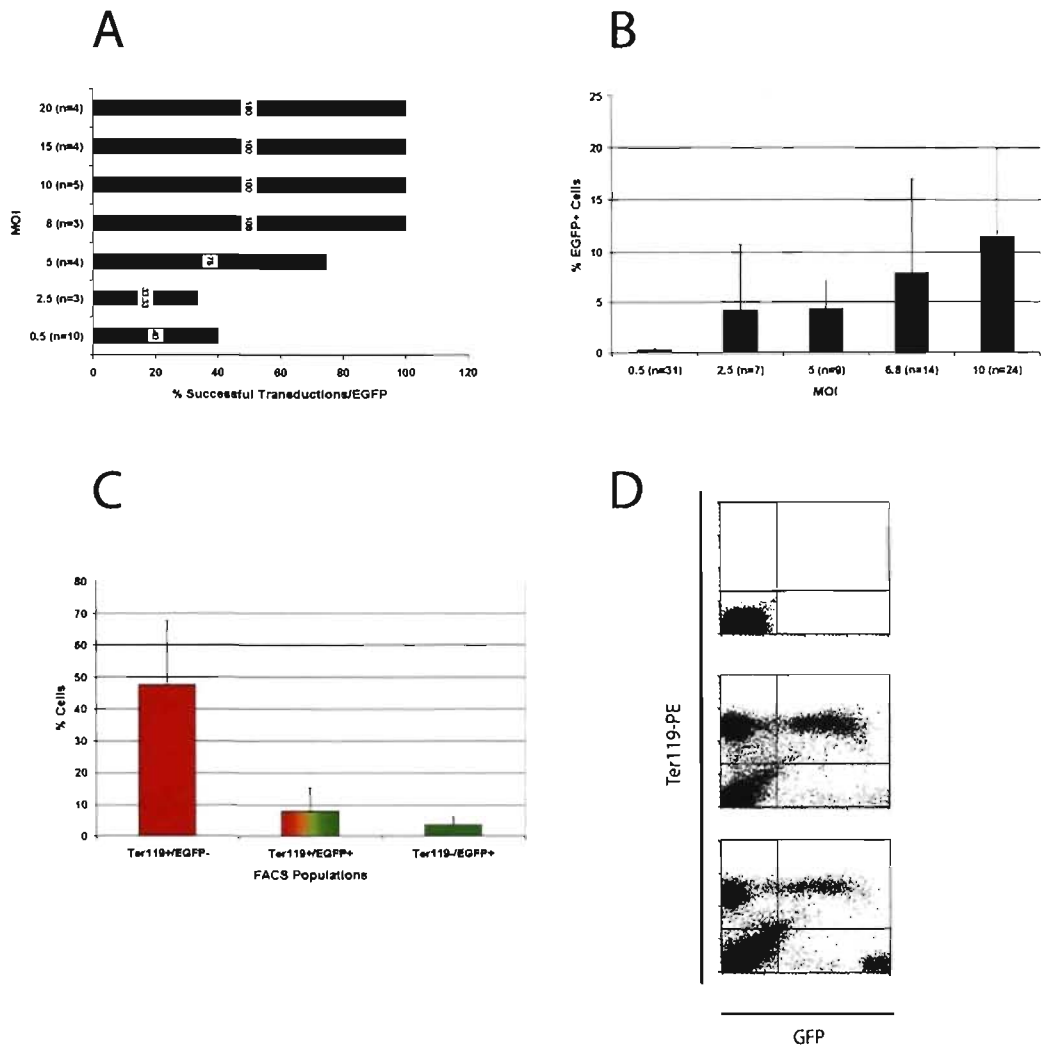 A
20 (n=4)
15 (n=4)
10 (n=5)
8 (n=3)
5 (n=4)
2.5 (n=3)
0.5 (n=10)
100
100
100
100
75
33.33
40
MOI
0 20 40 60 80 100 120
% Successful Transductions/EGFP
B
25
20
15
10
5
0
% EGFP+ Cells
0.5 (n=31) 2.5 (n=7) 5 (n=9) 6.8 (n=14) 10 (n=24)
MOI
C
80
70
60
50
40
30
20
10
0
% Cells
Ter119+/EGFP- Ter119+/EGFP+ Ter119-/EGFP+
FACS Populations
D
Ter119-PE
GFP